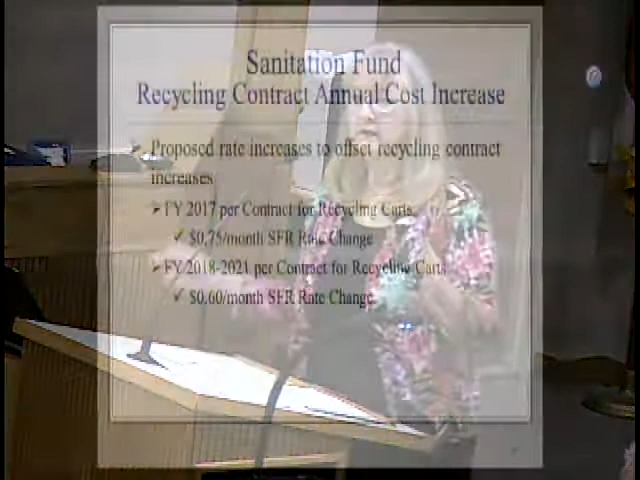 Sanitation Fund
Recycling Contract Annual Cost Increase
Proposed rate increases to offset recycling contract
increases
➢ FY 2017 per Contract for Recycling Carts
✓ $0.75/month SFR Rate Change
➢ FY 2018-2021 per Contract for Recycling Carts
✓ $0.60/month SFR Rate Change